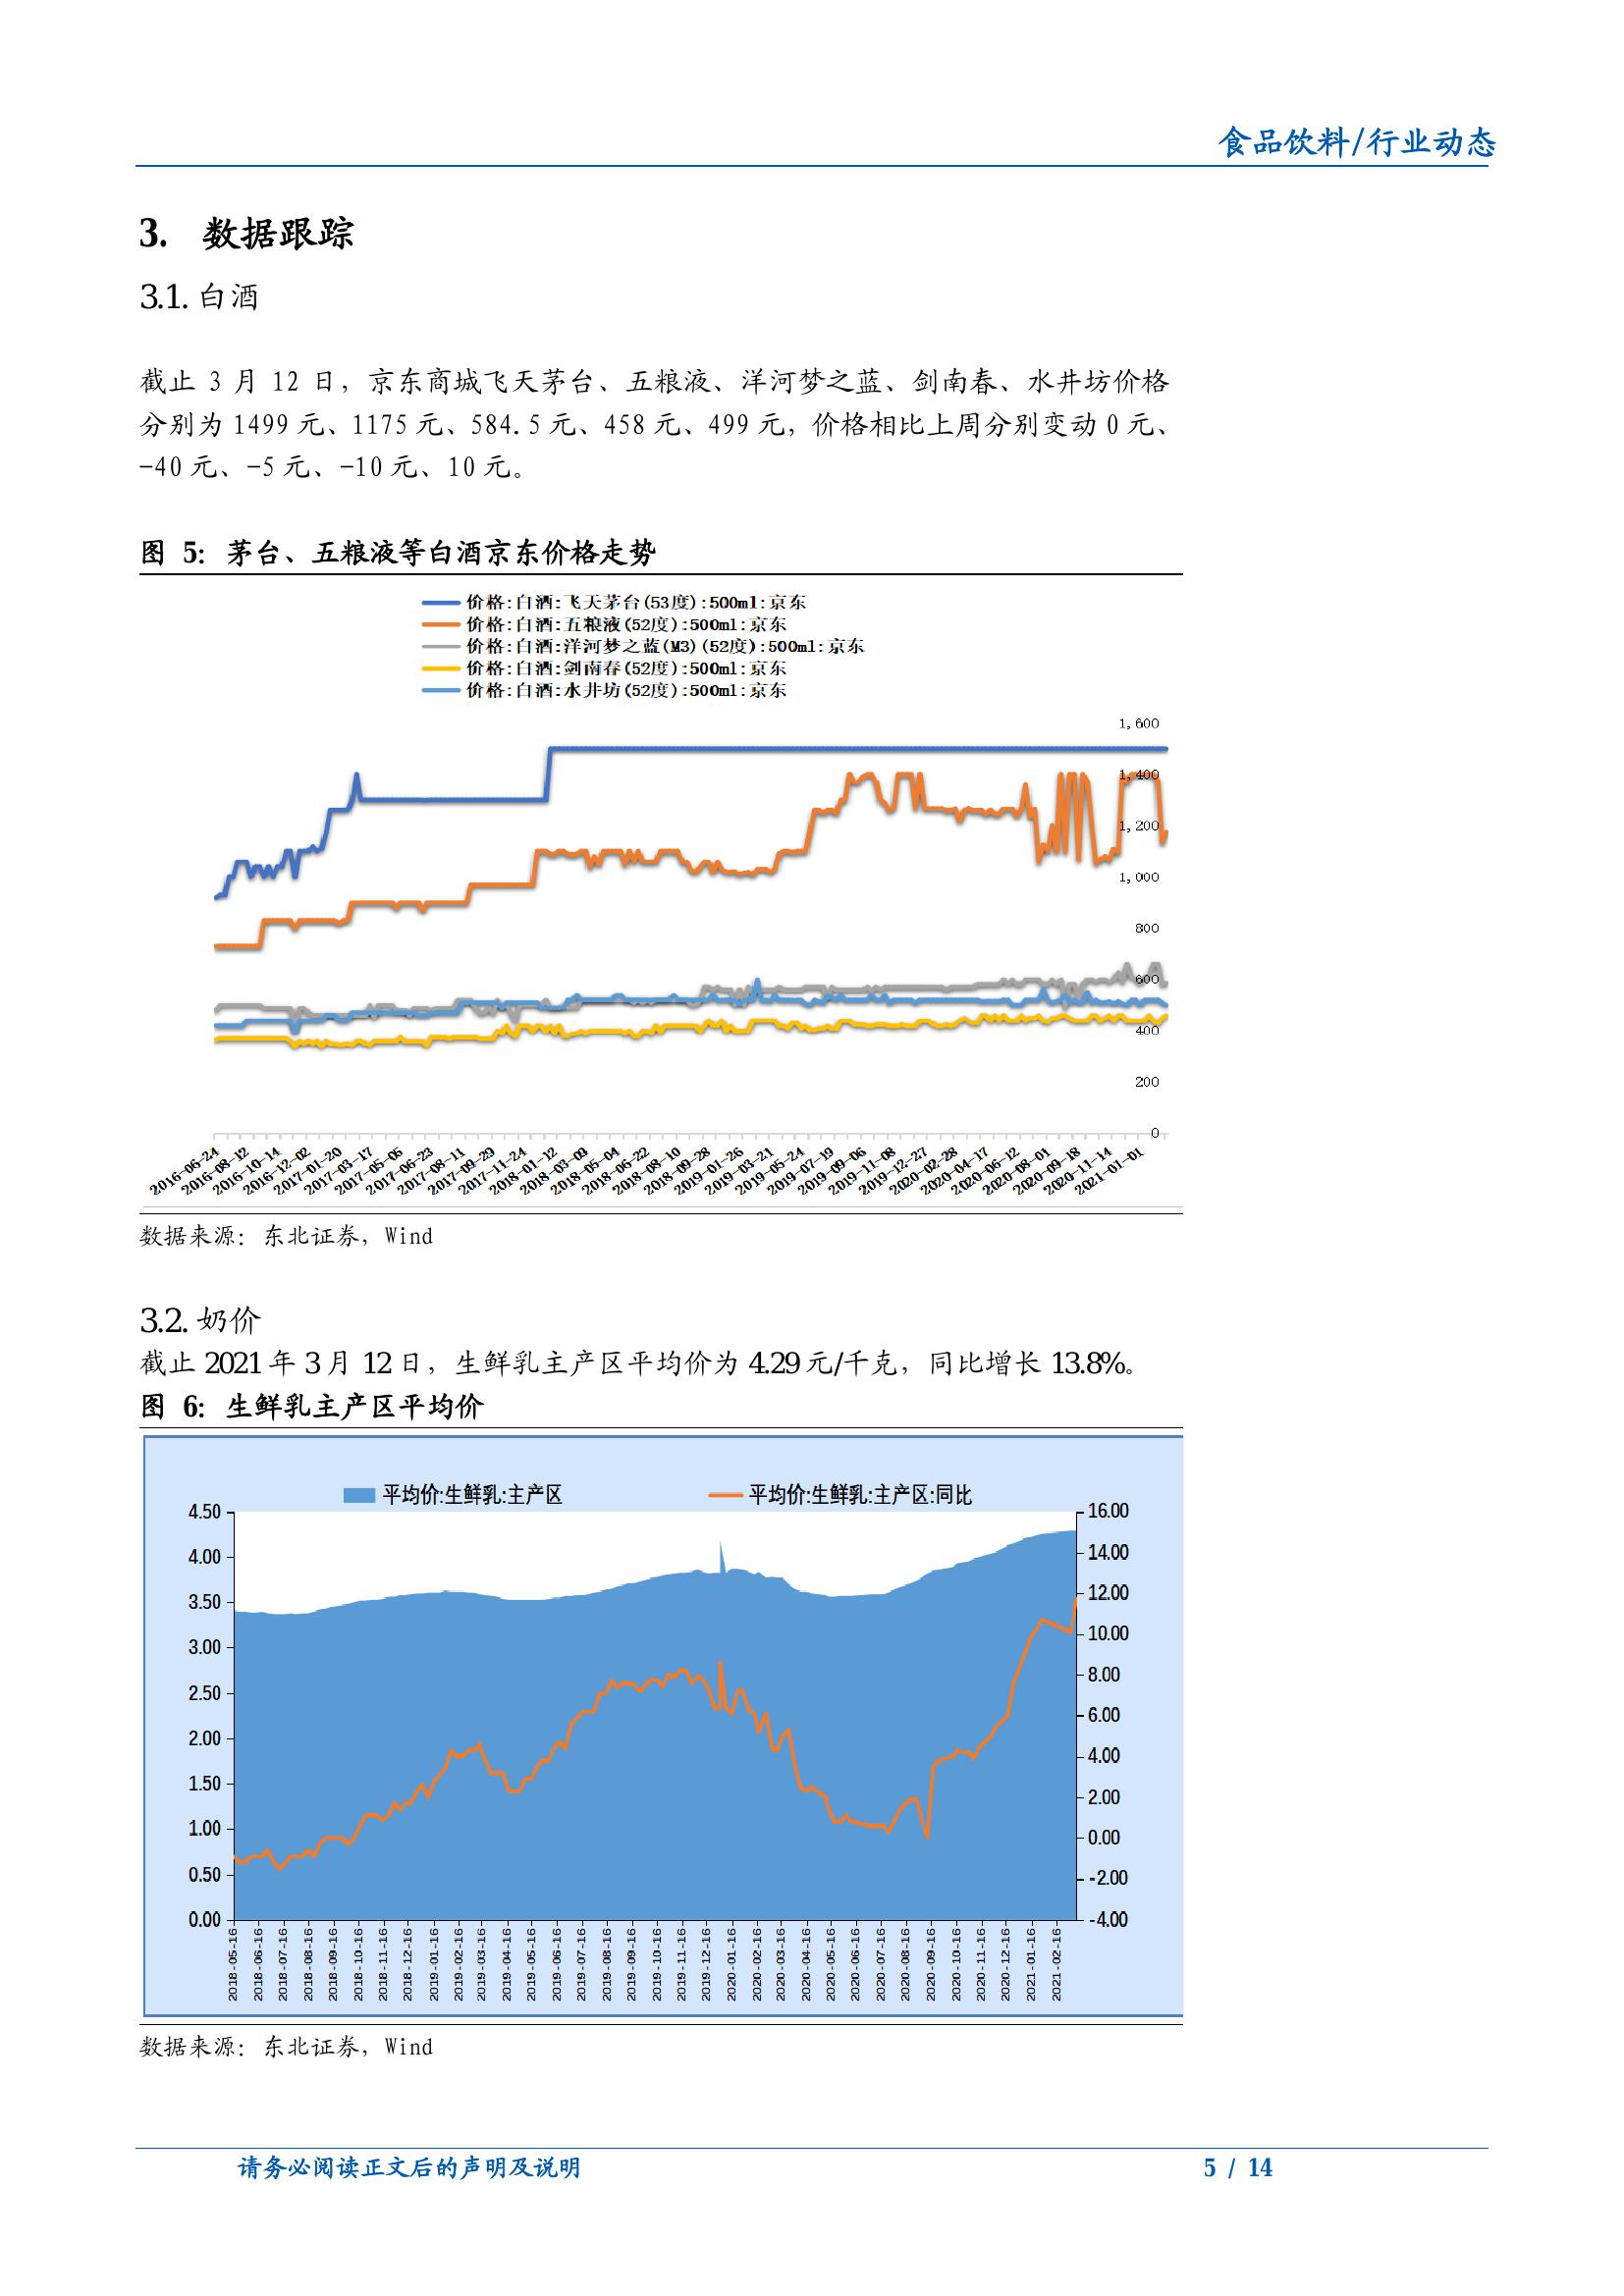 食品饮料/行业动态
3. 数据跟踪
3.1. 白酒
截止 3 月 12 日，京东商城飞天茅台、五粮液、洋河梦之蓝、剑南春、水井坊价格
分别为 1499 元、1175 元、584.5 元、458 元、499 元，价格相比上周分别变动 0 元、
-40 元、-5 元、-10 元、10 元。
图 5: 茅台、五粮液等白酒京东价格走势
价格:白酒:飞天茅台(53度):500ml:京东
价格:白酒:五粮液(52度):500ml:京东
价格:白酒:洋河梦之蓝(M3)(52度):500ml:京东
价格:白酒:剑南春(52度):500ml:京东
价格:白酒:水井坊(52度):500ml:京东
1,600
1,400
1,200
1,000
800
600
400
200
0
2016-06-24 2016-08-12 2016-10-14 2016-12-02 2017-01-20 2017-03-17 2017-05-06 2017-06-23 2017-08-11 2017-09-29 2017-11-24 2018-01-12 2018-03-09 2018-05-04 2018-06-22 2018-08-10 2018-09-28 2019-01-26 2019-03-21 2019-05-24 2019-07-19 2019-09-06 2019-11-08 2019-12-27 2020-02-28 2020-04-17 2020-06-12 2020-08-01 2020-09-18 2020-11-14 2021-01-01
数据来源：东北证券，Wind
3.2. 奶价
截止 2021 年 3 月 12 日，生鲜乳主产区平均价为 4.29 元/千克，同比增长 13.8%。
图 6: 生鲜乳主产区平均价
平均价:生鲜乳:主产区 平均价:生鲜乳:主产区:同比
4.50 16.00
4.00 14.00
3.50 12.00
3.00 10.00
2.50 8.00
2.00 6.00
1.50 4.00
1.00 2.00
0.50 0.00
0.00 -2.00
-4.00
2018-05-16 2018-06-16 2018-07-16 2018-08-16 2018-09-16 2018-10-16 2018-11-16 2018-12-16 2019-01-16 2019-02-16 2019-03-16 2019-04-16 2019-05-16 2019-06-16 2019-07-16 2019-08-16 2019-09-16 2019-10-16 2019-11-16 2019-12-16 2020-01-16 2020-02-16 2020-03-16 2020-04-16 2020-05-16 2020-06-16 2020-07-16 2020-08-16 2020-09-16 2020-10-16 2020-11-16 2020-12-16 2021-01-16 2021-02-16
数据来源：东北证券，Wind
请务必阅读正文后的声明及说明 5 / 14